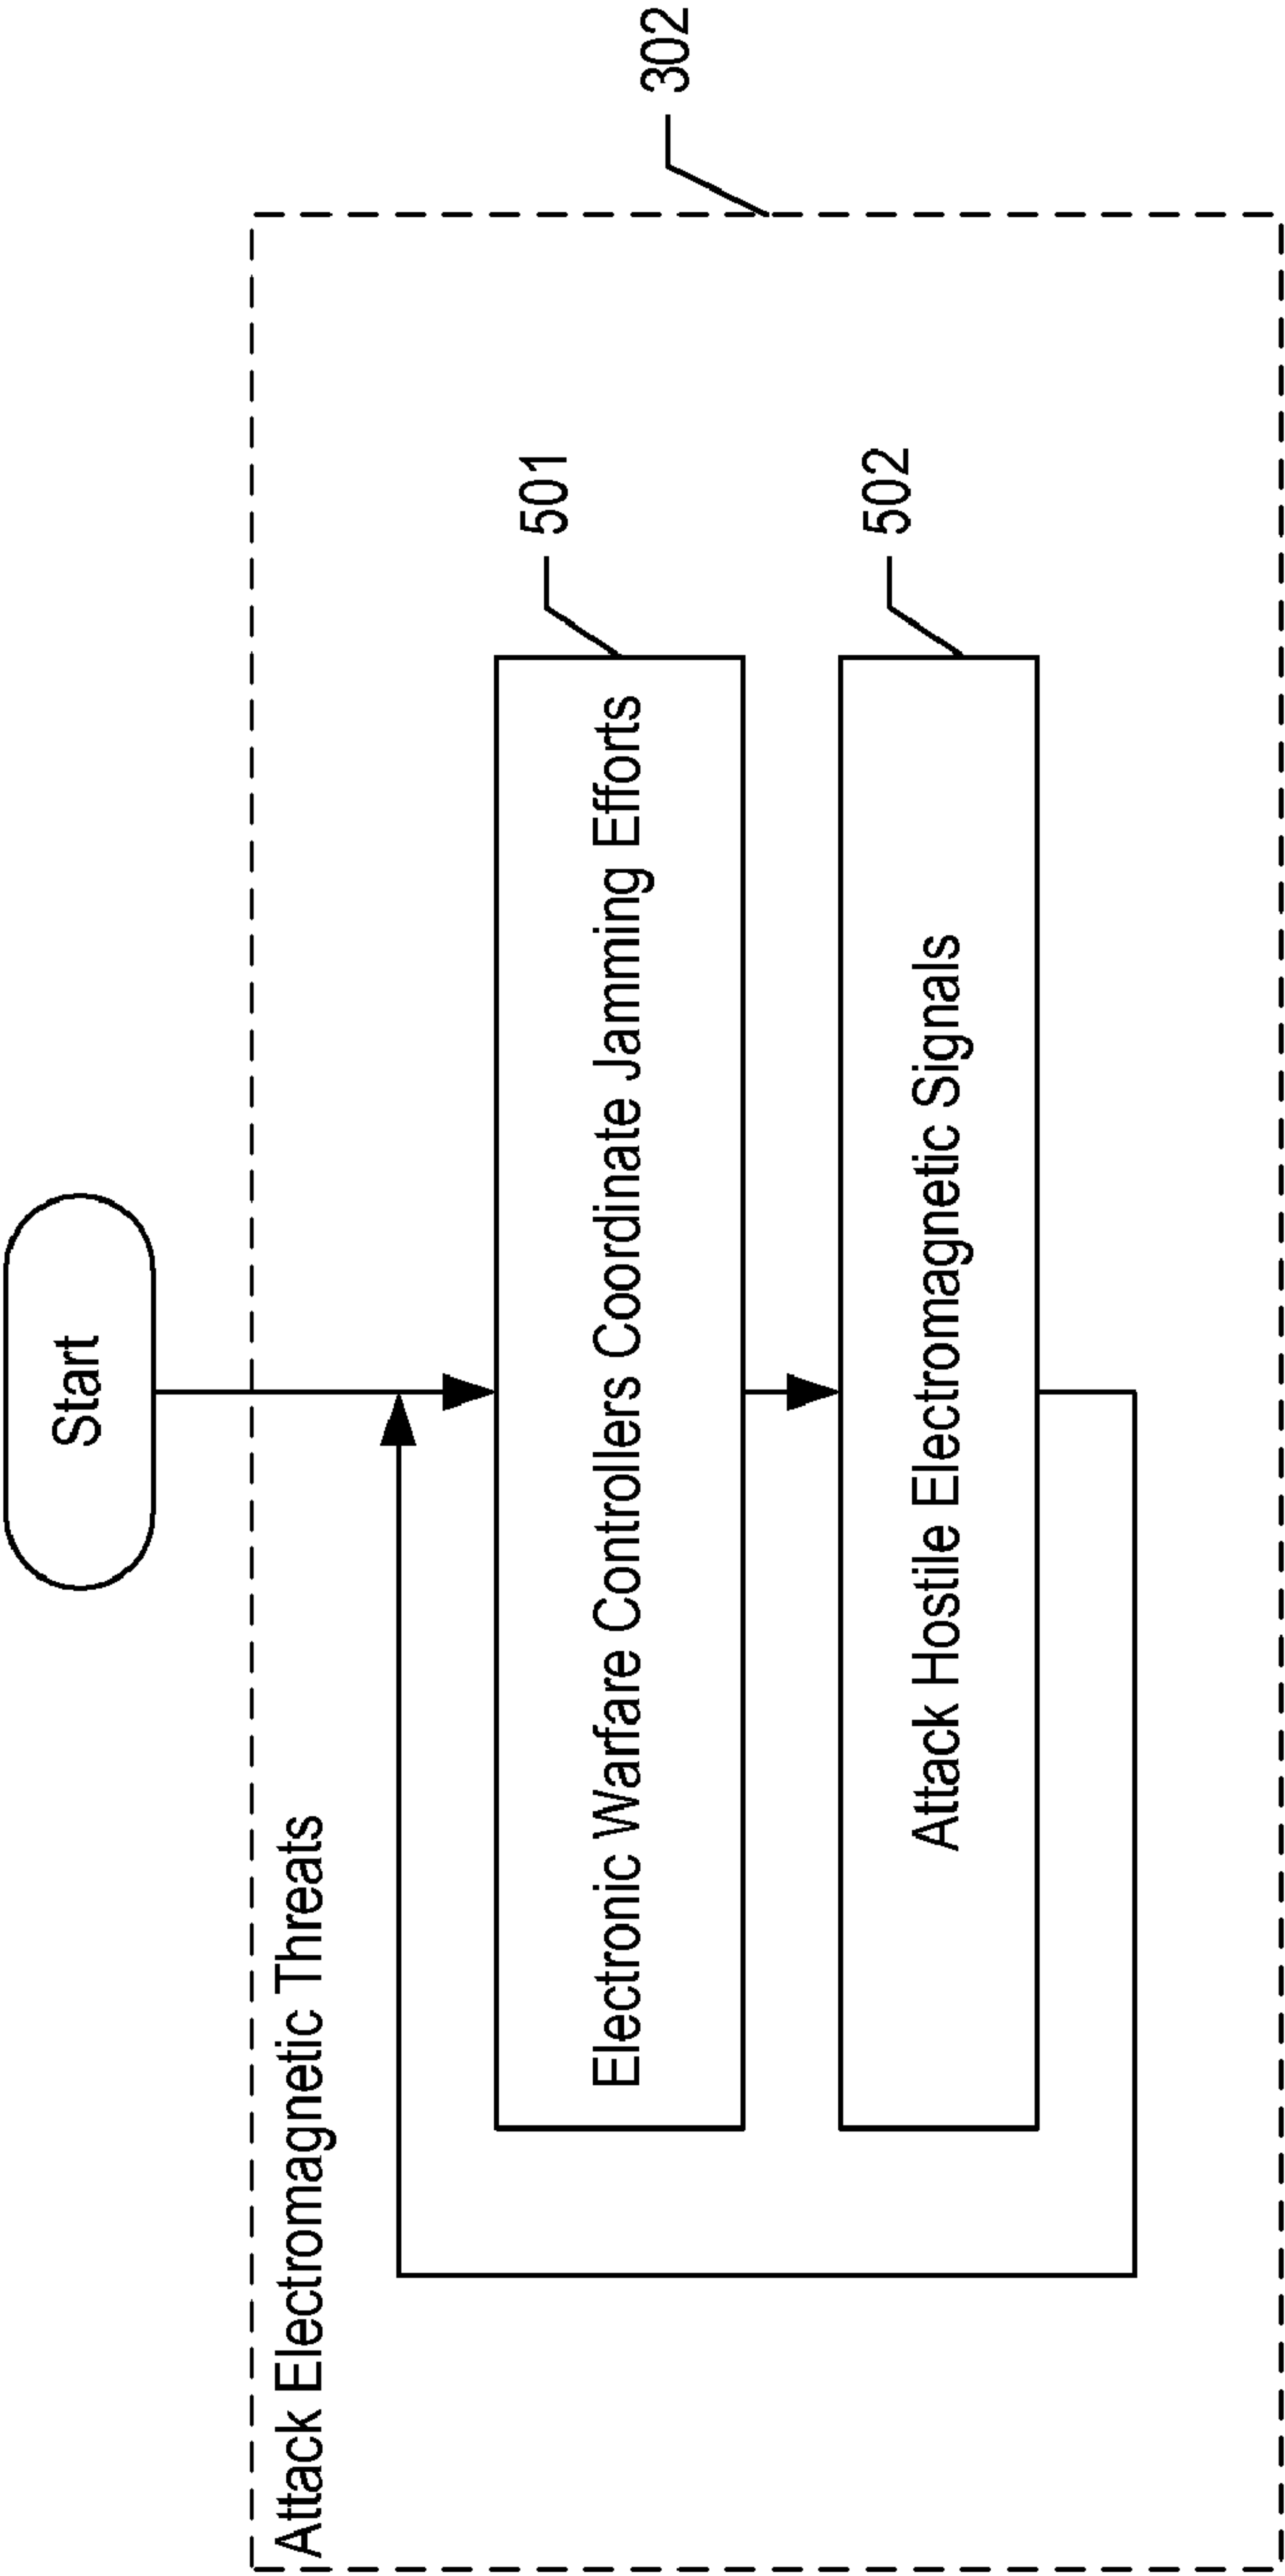 Start
Attack Electromagnetic Threats
302
Electronic Warfare Controllers Coordinate Jamming Efforts
501
Attack Hostile Electromagnetic Signals
502